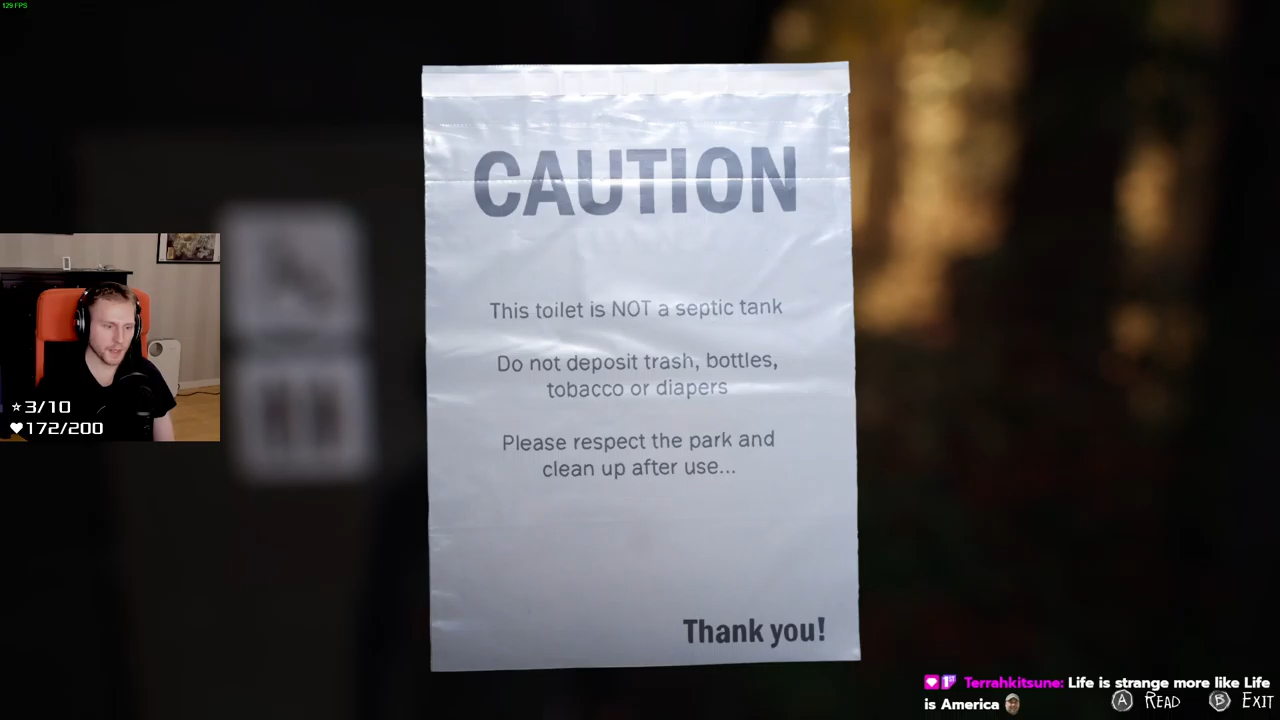 129 FPS
CAUTION
This toilet is NOT a septic tank
Do not deposit trash, bottles,
tobacco or diapers
Please respect the park and
clean up after use...
Thank you!
3/10
172/200
Terrahkitsune: Life is strange more like Life
is America
A READ B EXIT